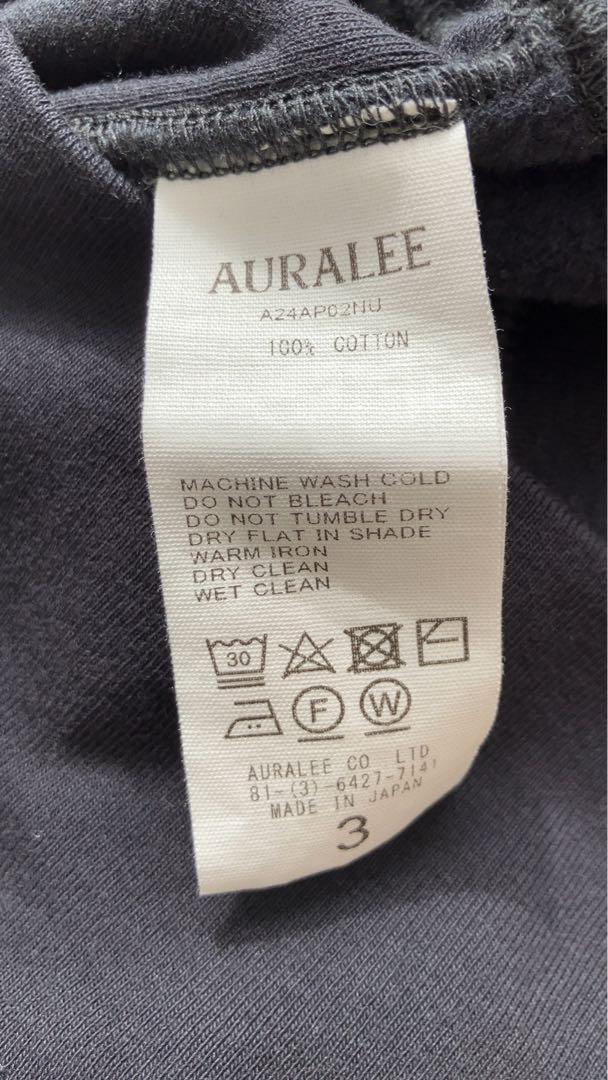 AURALEE
A24AP02NU
100% COTTON
MACHINE WASH COLD
DO NOT BLEACH
DO NOT TUMBLE DRY
DRY FLAT IN SHADE
WARM IRON
DRY CLEAN
WET CLEAN
30
F W
AURALEE CO LTD
81-(3)-6427-7141
MADE IN JAPAN
3